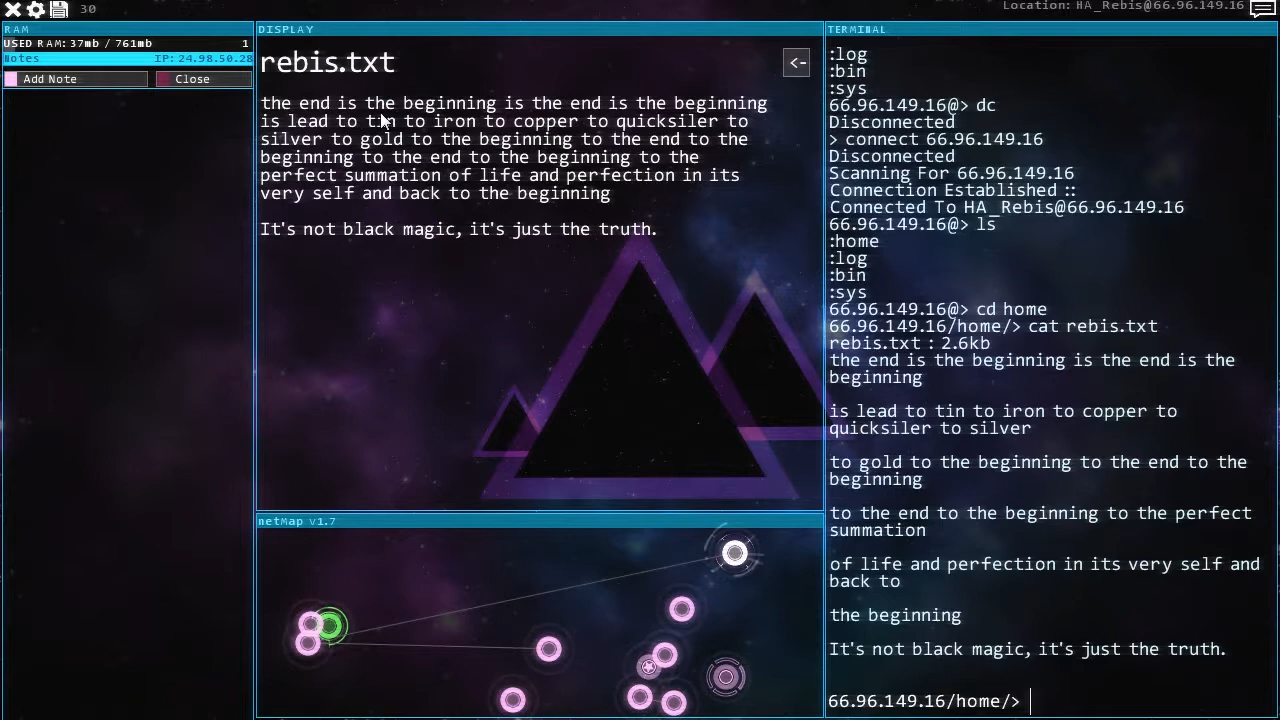 30
Location: HA_Rebis@66.96.149.16
RAM
USED RAM: 37mb / 761mb 1
Notes IP: 24.98.50.28
Add Note Close
DISPLAY
rebis.txt
<-
the end is the beginning is the end is the beginning
is lead to tin to iron to copper to quicksiler to
silver to gold to the beginning to the end to the
beginning to the end to the beginning to the
perfect summation of life and perfection in its
very self and back to the beginning
It's not black magic, it's just the truth.
netMap v1.7
TERMINAL
:log
:bin
:sys
66.96.149.16@> dc
Disconnected
> connect 66.96.149.16
Disconnected
Scanning For 66.96.149.16
Connection Established ::
Connected To HA_Rebis@66.96.149.16
66.96.149.16@> ls
:home
:log
:bin
:sys
66.96.149.16@> cd home
66.96.149.16/home/> cat rebis.txt
rebis.txt : 2.6kb
the end is the beginning is the end is the
beginning
is lead to tin to iron to copper to
quicksiler to silver
to gold to the beginning to the end to the
beginning
to the end to the beginning to the perfect
summation
of life and perfection in its very self and
back to
the beginning
It's not black magic, it's just the truth.
66.96.149.16/home/>